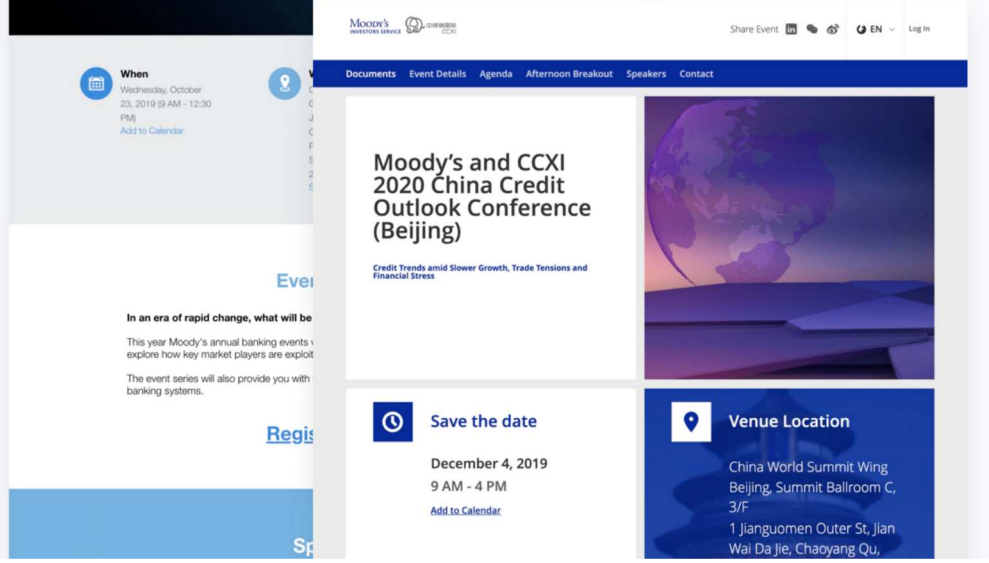 When
Wednesday, October
23, 2019 (9 AM - 12:30
PM)
Add to Calendar
Even
In an era of rapid change, what will be
This year Moody's annual banking events
explore how key market players are exploit
The event series will also provide you with
banking systems.
Regis
Sp
MOODY'S
INVESTORS SERVICE
中诚信国际
CCXI
Share Event
EN
Log In
Documents
Event Details
Agenda
Afternoon Breakout
Speakers
Contact
Moody's and CCXI
2020 China Credit
Outlook Conference
(Beijing)
Credit Trends amid Slower Growth, Trade Tensions and
Financial Stress
Save the date
December 4, 2019
9 AM - 4 PM
Add to Calendar
Venue Location
China World Summit Wing
Beijing, Summit Ballroom C,
3/F
1 Jianguomen Outer St, Jian
Wai Da Jie, Chaoyang Qu,